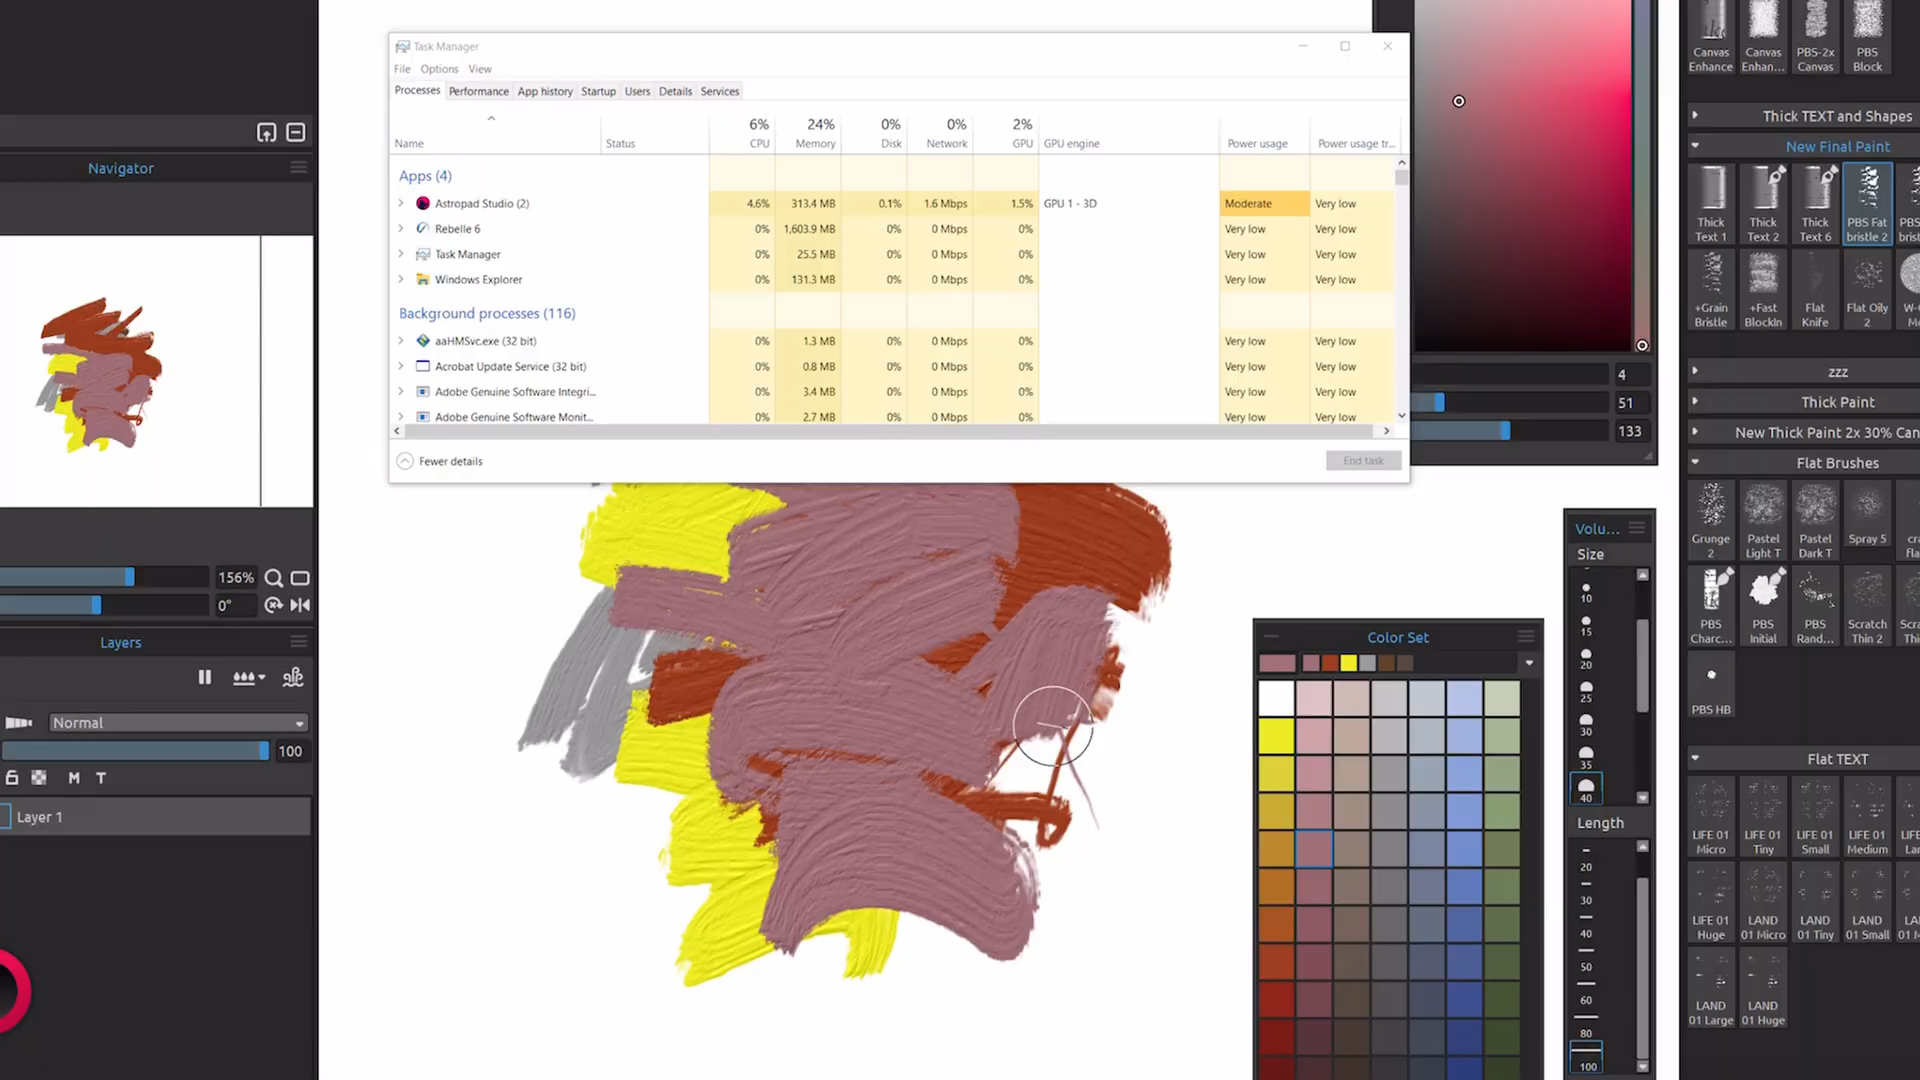 Task Manager
File Options View
Processes Performance App history Startup Users Details Services
6% 24% 0% 0% 2%
Name Status CPU Memory Disk Network GPU GPU engine Power usage Power usage tr...
Apps (4)
Astropad Studio (2) 4.6% 313.4 MB 0.1% 1.6 Mbps 1.5% GPU 1 - 3D Moderate Very low
Rebelle 6 0% 1,603.9 MB 0% 0 Mbps 0% Very low Very low
Task Manager 0% 25.5 MB 0% 0 Mbps 0% Very low Very low
Windows Explorer 0% 131.3 MB 0% 0 Mbps 0% Very low Very low
Background processes (116)
aaHMSvc.exe (32 bit) 0% 1.3 MB 0% 0 Mbps 0% Very low Very low
Acrobat Update Service (32 bit) 0% 0.8 MB 0% 0 Mbps 0% Very low Very low
Adobe Genuine Software Integri... 0% 3.4 MB 0% 0 Mbps 0% Very low Very low
Adobe Genuine Software Monit... 0% 2.7 MB 0% 0 Mbps 0% Very low Very low
Fewer details End task
Navigator
156%
0°
Layers
Normal
100
M T
Layer 1
4
51
133
Color Set
Volu...
Size
10
15
20
25
30
35
40
Length
20
30
40
50
60
80
100
Canvas Enhance Canvas Enhan... PBS-2x Canvas PBS Block
Thick TEXT and Shapes
New Final Paint
Thick Text 1 Thick Text 2 Thick Text 6 PBS Fat bristle 2 PBS
+Grain Bristle +Fast BlockIn Flat Knife Flat Oily 2
zzz
Thick Paint
New Thick Paint 2x 30% Can
Flat Brushes
Grunge 2 Pastel Light T Pastel Dark T Spray 5
PBS Charc... PBS Initial PBS Rand... Scratch Thin 2
PBS HB
Flat TEXT
LIFE 01 Micro LIFE 01 Tiny LIFE 01 Small LIFE 01 Medium
LIFE 01 Huge LAND 01 Micro LAND 01 Tiny LAND 01 Small
LAND 01 Large LAND 01 Huge